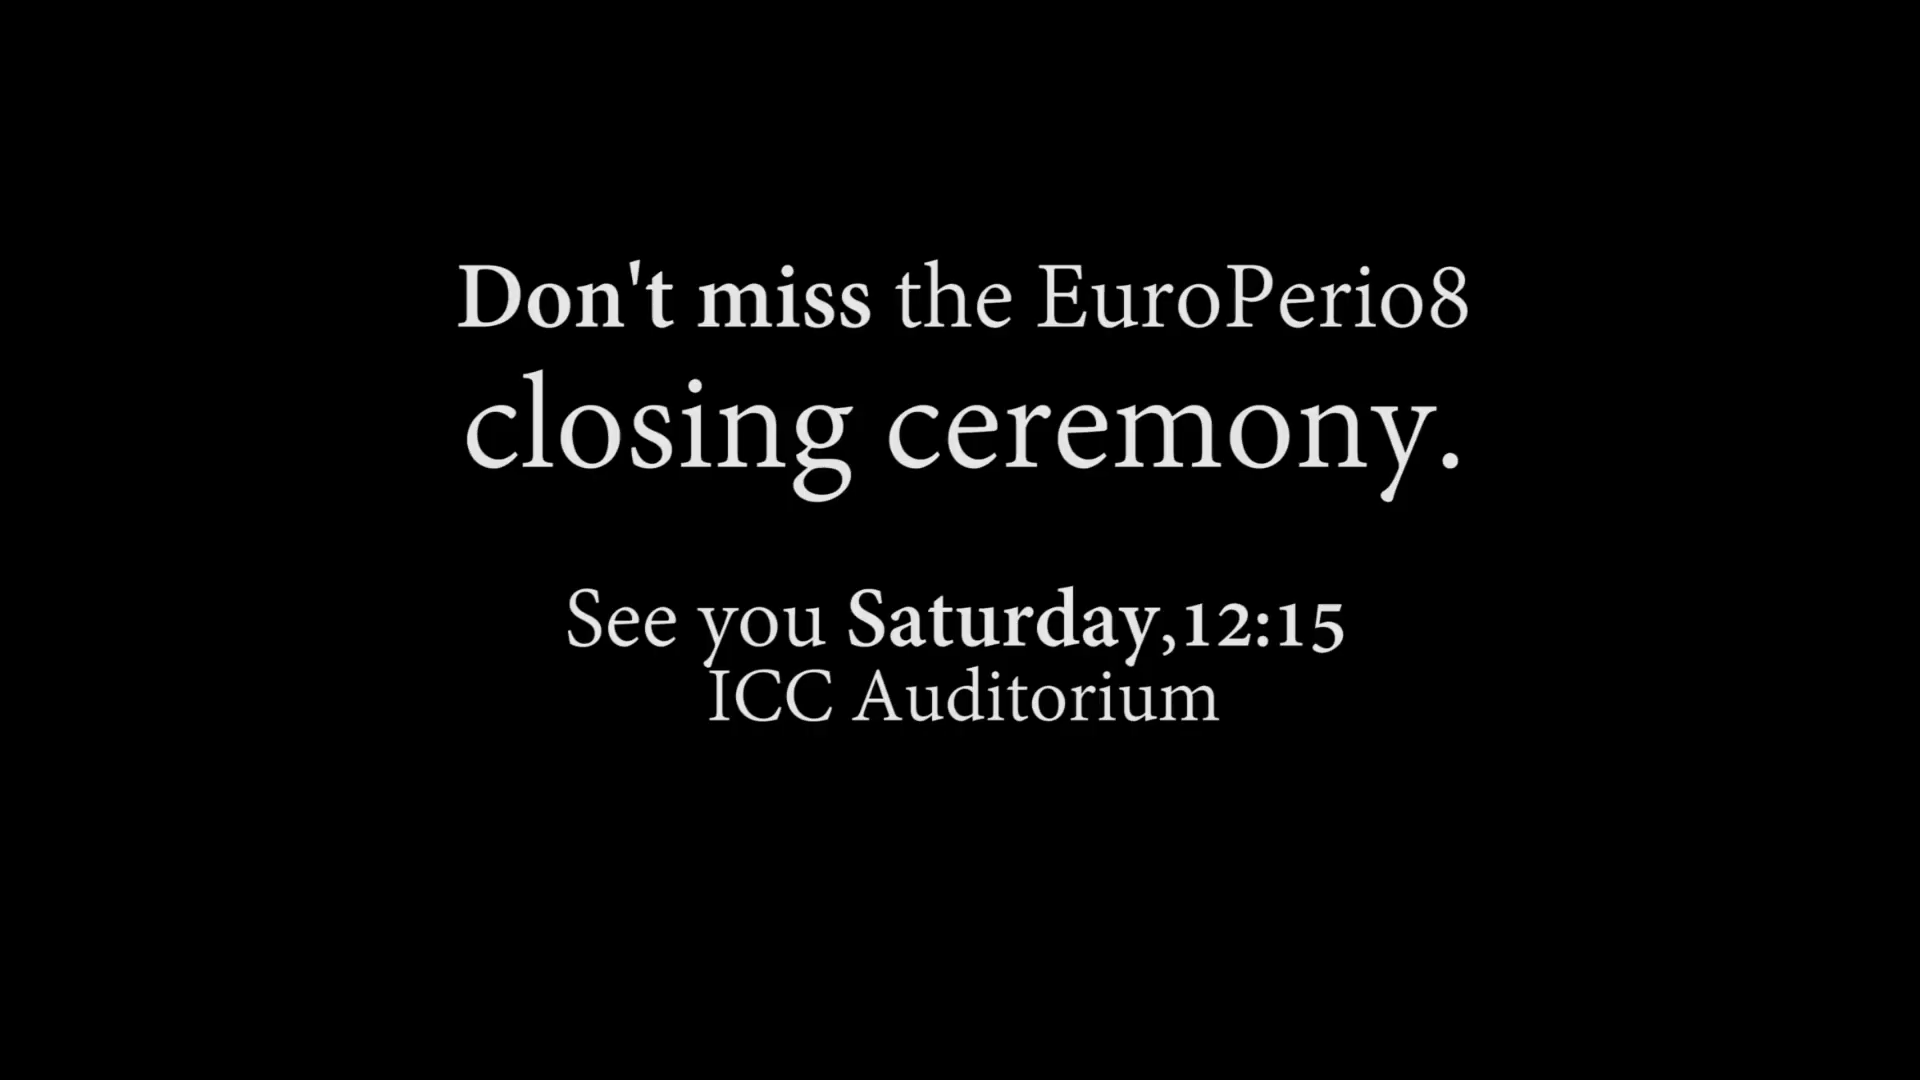 Don't miss the EuroPerio8
closing ceremony.
See you Saturday,12:15
ICC Auditorium